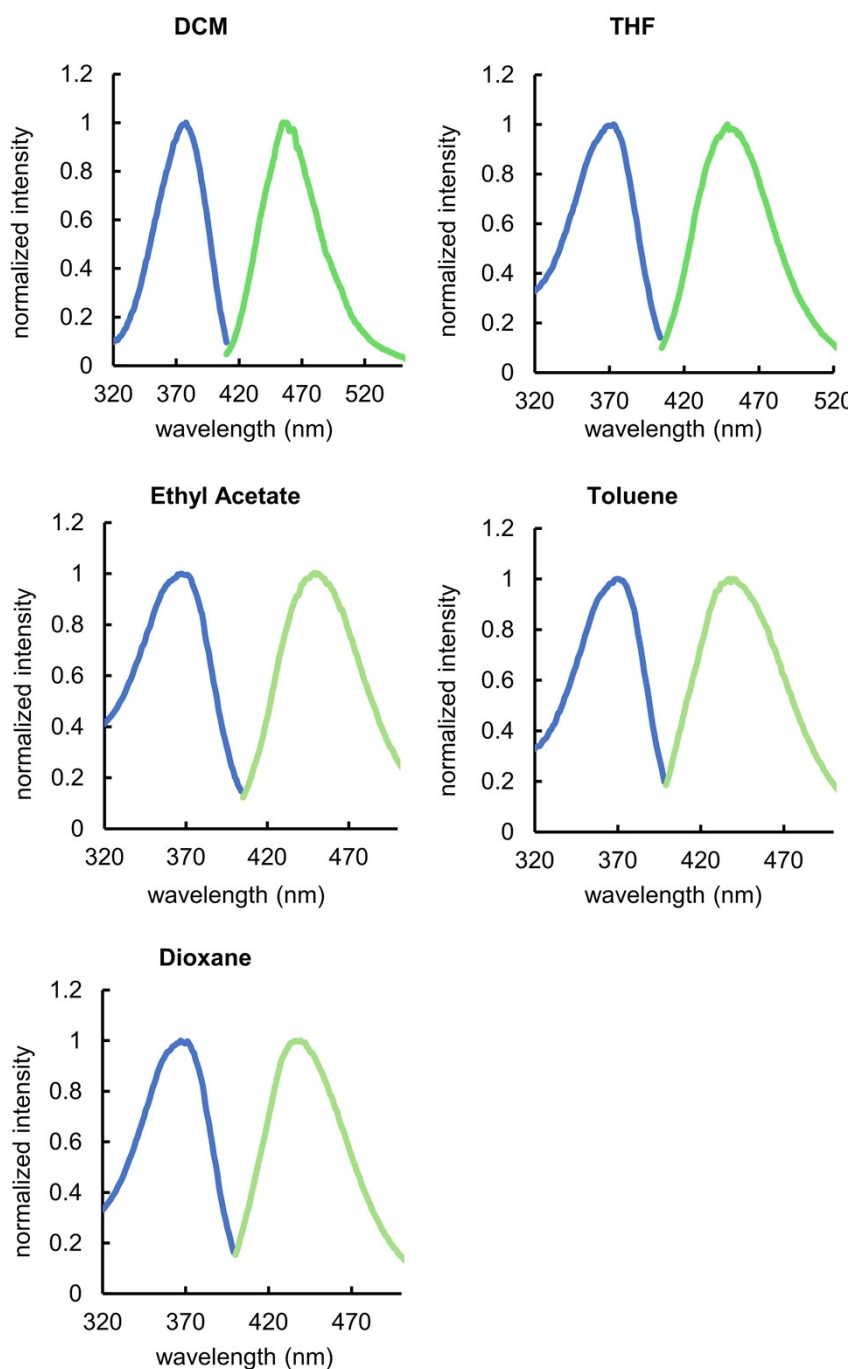 DCM
1.2
1
0.8
0.6
0.4
0.2
0
normalized intensity
320 370 420 470 520
wavelength (nm)
THF
1.2
1
0.8
0.6
0.4
0.2
0
normalized intensity
320 370 420 470 520
wavelength (nm)
Ethyl Acetate
1.2
1
0.8
0.6
0.4
0.2
0
normalized intensity
320 370 420 470
wavelength (nm)
Toluene
1.2
1
0.8
0.6
0.4
0.2
0
normalized intensity
320 370 420 470
wavelength (nm)
Dioxane
1.2
1
0.8
0.6
0.4
0.2
0
normalized intensity
320 370 420 470
wavelength (nm)